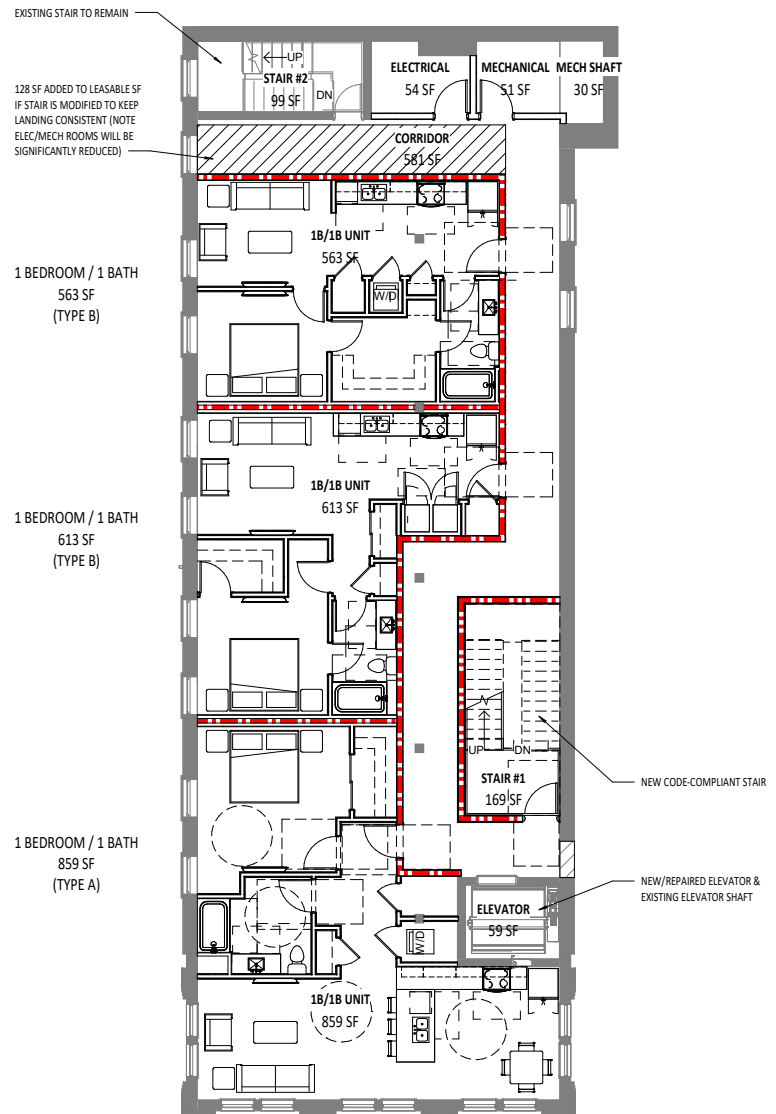 EXISTING STAIR TO REMAIN
UP
STAIR #2
99 SF
DN
ELECTRICAL
54 SF
MECHANICAL
51 SF
MECH SHAFT
30 SF
128 SF ADDED TO LEASABLE SF
IF STAIR IS MODIFIED TO KEEP
LANDING CONSISTENT (NOTE
ELEC/MECH ROOMS WILL BE
SIGNIFICANTLY REDUCED)
CORRIDOR
581 SF
1B/1B UNIT
563 SF
1 BEDROOM / 1 BATH
563 SF
(TYPE B)
W/D
1B/1B UNIT
613 SF
1 BEDROOM / 1 BATH
613 SF
(TYPE B)
UP
DN
STAIR #1
169 SF
NEW CODE-COMPLIANT STAIR
1 BEDROOM / 1 BATH
859 SF
(TYPE A)
NEW/REPAIRED ELEVATOR &
EXISTING ELEVATOR SHAFT
ELEVATOR
59 SF
W/D
1B/1B UNIT
859 SF